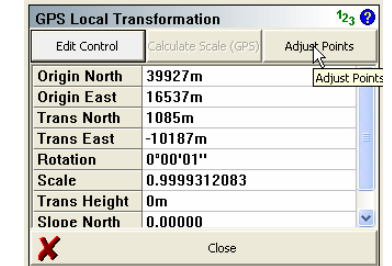 GPS Local Transformation 123 ?
Edit Control Calculate Scale (GPS) Adjust Points
Adjust Points
Origin North 39927m
Origin East 16537m
Trans North 1085m
Trans East -10187m
Rotation 0°00'01"
Scale 0.9999312083
Trans Height 0m
Slope North 0.00000
X Close